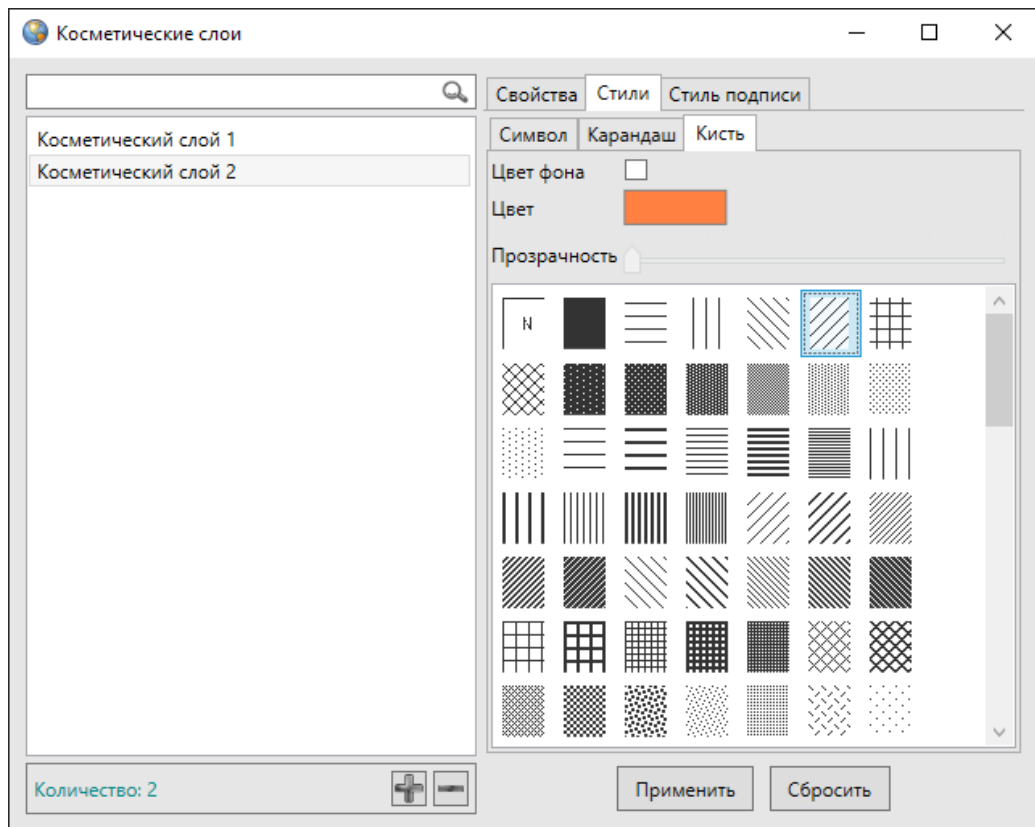 Косметические слои
Свойства Стили Стиль подписи
Косметический слой 1
Косметический слой 2
Символ Карандаш Кисть
Цвет фона
Цвет
Прозрачность
N
Количество: 2
Применить Сбросить